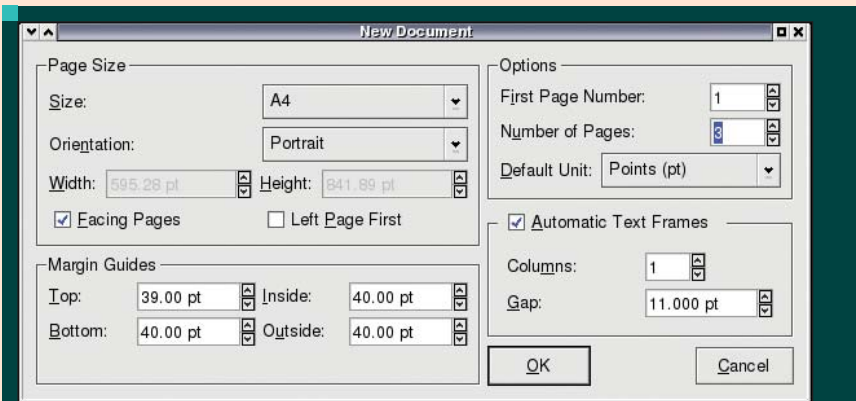 New Document
Page Size
Size: A4
Orientation: Portrait
Width: 595.28 pt Height: 841.89 pt
Facing Pages Left Page First
Margin Guides
Top: 39.00 pt Inside: 40.00 pt
Bottom: 40.00 pt Outside: 40.00 pt
Options
First Page Number: 1
Number of Pages: 3
Default Unit: Points (pt)
Automatic Text Frames
Columns: 1
Gap: 11.000 pt
OK Cancel